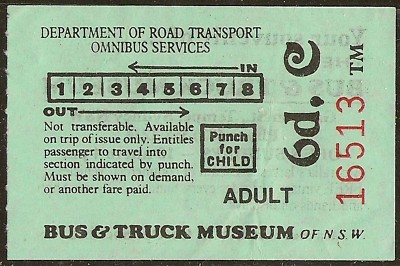 DEPARTMENT OF ROAD TRANSPORT
OMNIBUS SERVICES
IN
1 2 3 4 5 6 7 8
OUT
Not transferable. Available
on trip of issue only. Entitles
passenger to travel into
section indicated by punch.
Must be shown on demand,
or another fare paid.
Punch
for
CHILD
ADULT
6d. C
16513 TM
BUS & TRUCK MUSEUM OF N.S.W.